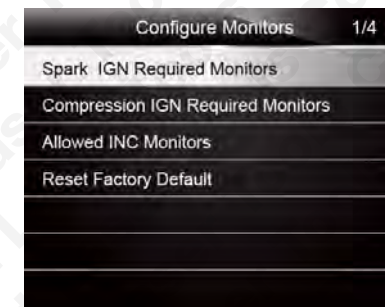 Configure Monitors 1/4
Spark IGN Required Monitors
Compression IGN Required Monitors
Allowed INC Monitors
Reset Factory Default